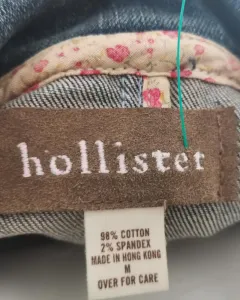 hollister
98% COTTON
2% SPANDEX
MADE IN HONG KONG
M
OVER FOR CARE